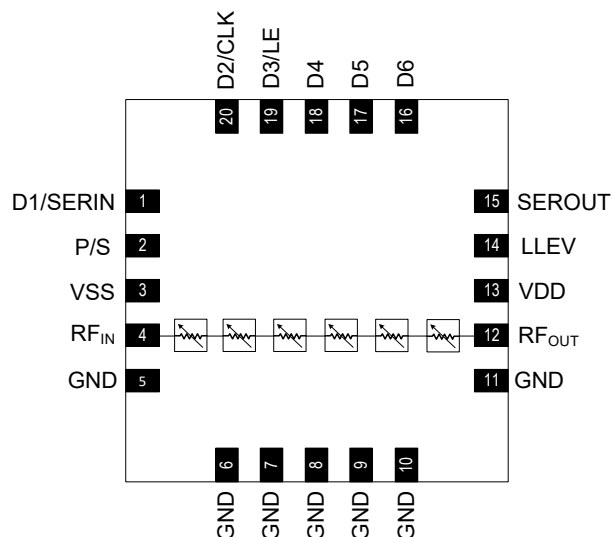 D2/CLK
D3/LE
D4
D5
D6
20
19
18
17
16
D1/SERIN 1
15 SEROUT
P/S 2
14 LLEV
VSS 3
13 VDD
RFIN 4
12 RFOUT
GND 5
11 GND
6
7
8
9
10
GND
GND
GND
GND
GND